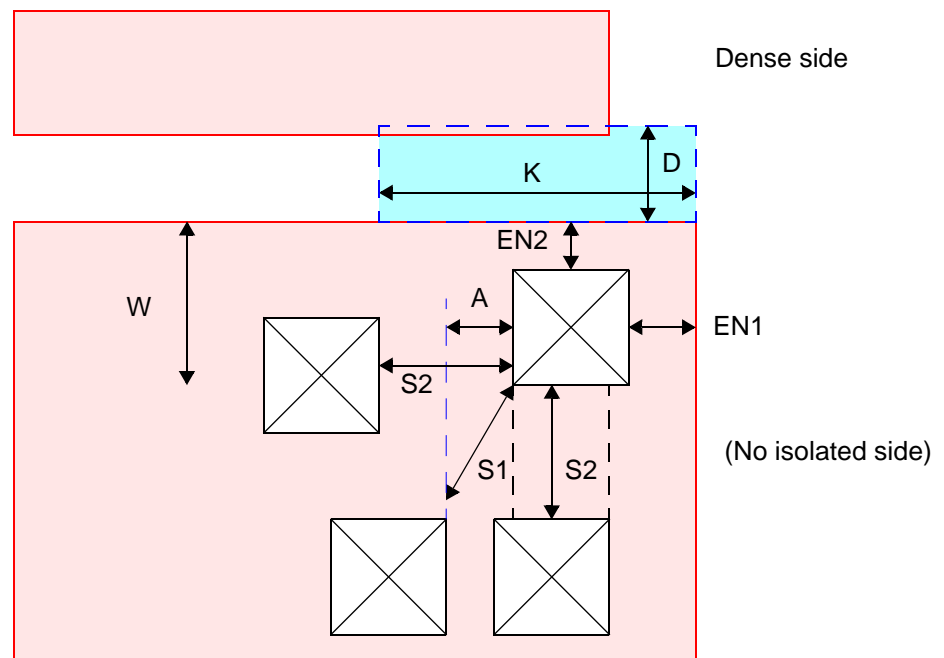 Dense side
D
K
EN2
W
A
EN1
S2
S1
S2
(No isolated side)